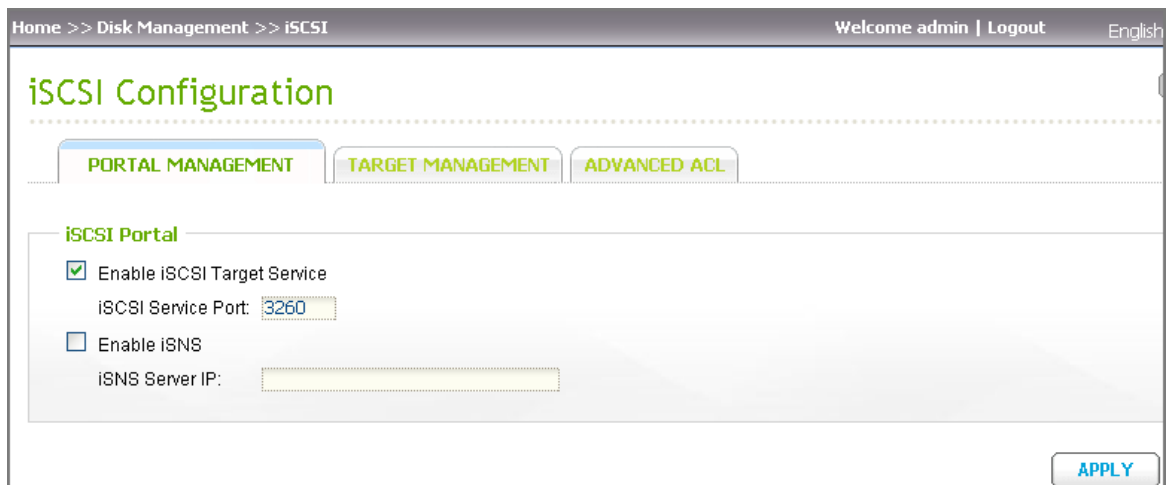 Home >> Disk Management >> iSCSI Welcome admin | Logout English
iSCSI Configuration
PORTAL MANAGEMENT TARGET MANAGEMENT ADVANCED ACL
iSCSI Portal
Enable iSCSI Target Service
iSCSI Service Port: 3260
Enable iSNS
iSNS Server IP:
APPLY